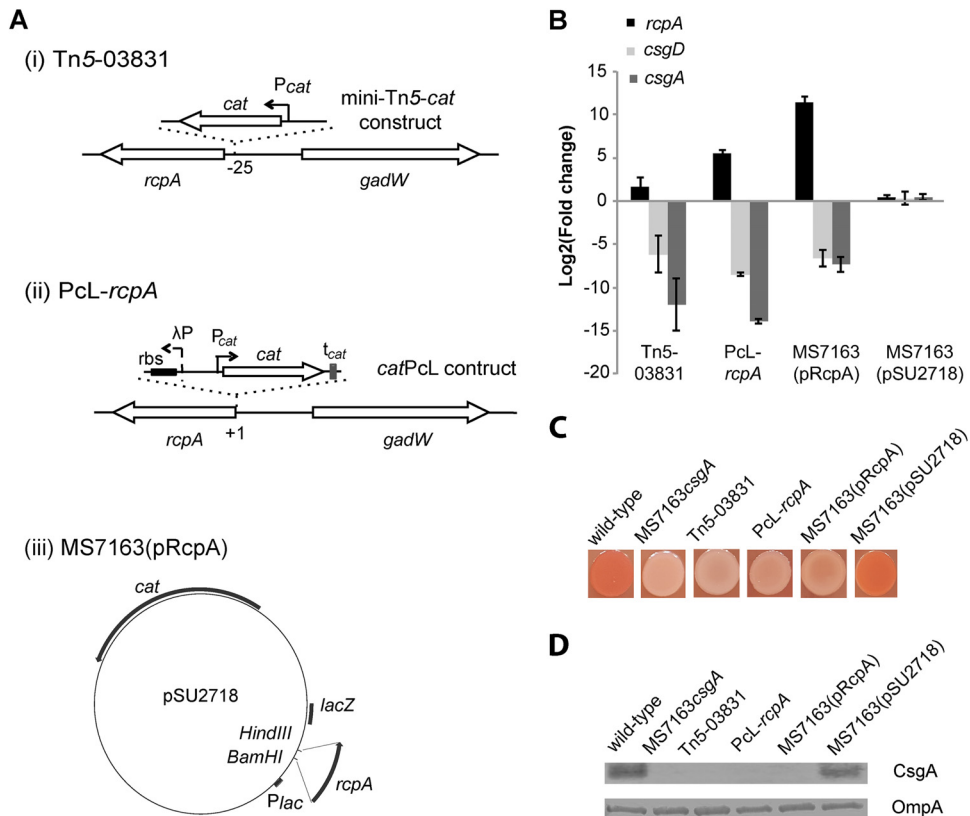 A
(i) Tn5-03831
cat
Pcat
mini-Tn5-cat
construct
-25
rcpA
gadW
(ii) PcL-rcpA
λP
rbs
Pcat
cat
tcat
catPcL contruct
rcpA
+1
gadW
(iii) MS7163(pRcpA)
cat
pSU2718
lacZ
HindIII
BamHI
Plac
rcpA
B
rcpA
csgD
csgA
Log2(Fold change)
15
10
5
0
-5
-10
-15
-20
Tn5-
03831
PcL-
rcpA
MS7163
(pRcpA)
MS7163
(pSU2718)
C
wild-type
MS7163csgA
Tn5-03831
PcL-rcpA
MS7163(pRcpA)
MS7163(pSU2718)
D
wild-type
MS7163csgA
Tn5-03831
PcL-rcpA
MS7163(pRcpA)
MS7163(pSU2718)
CsgA
OmpA